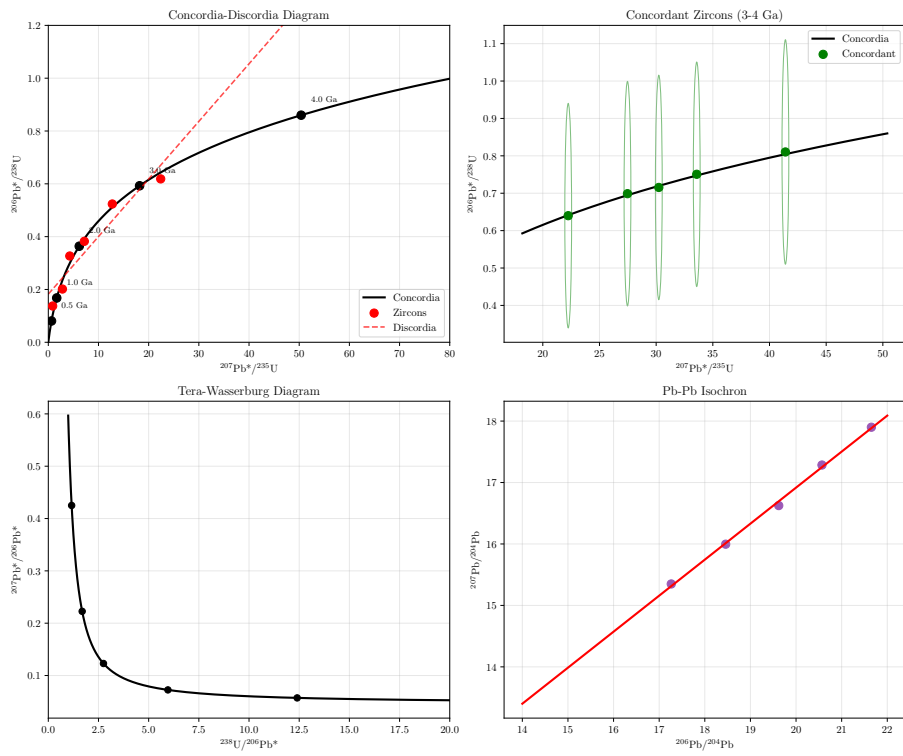 Concordia-Discordia Diagram
1.2
1.0
0.8
0.6
0.4
0.2
0.0
²⁰⁶Pb*/²³⁸U
4.0 Ga
3.0 Ga
2.0 Ga
1.0 Ga
0.5 Ga
Concordia
Zircons
Discordia
0 10 20 30 40 50 60 70 80
²⁰⁷Pb*/²³⁵U
Concordant Zircons (3-4 Ga)
1.1
1.0
0.9
0.8
0.7
0.6
0.5
0.4
²⁰⁶Pb*/²³⁸U
Concordia
Concordant
20 25 30 35 40 45 50
²⁰⁷Pb*/²³⁵U
Tera-Wasserburg Diagram
0.6
0.5
0.4
0.3
0.2
0.1
²⁰⁷Pb*/²⁰⁶Pb*
0.0 2.5 5.0 7.5 10.0 12.5 15.0 17.5 20.0
²³⁸U/²⁰⁶Pb*
Pb-Pb Isochron
18
17
16
15
14
²⁰⁷Pb/²⁰⁴Pb
14 15 16 17 18 19 20 21 22
²⁰⁶Pb/²⁰⁴Pb